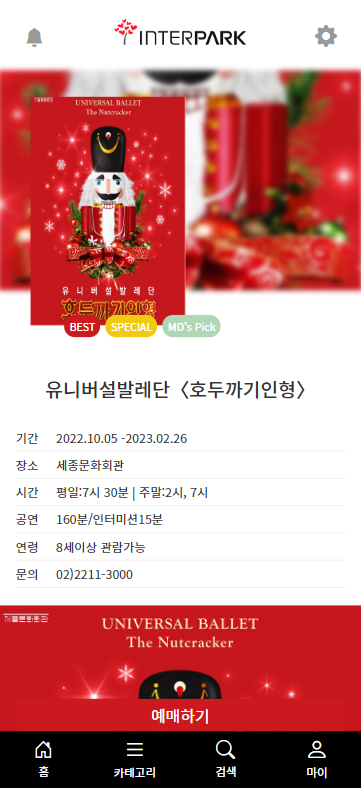 INTERPARK
UNIVERSAL BALLET
The Nutcracker
유니버설발레단
호두까기인형
BEST SPECIAL MD's Pick
유니버설발레단〈호두까기인형〉
기간 2022.10.05 -2023.02.26
장소 세종문화회관
시간 평일:7시 30분 | 주말:2시, 7시
공연 160분/인터미션15분
연령 8세이상 관람가능
문의 02)2211-3000
UNIVERSAL BALLET
The Nutcracker
예매하기
홈 카테고리 검색 마이